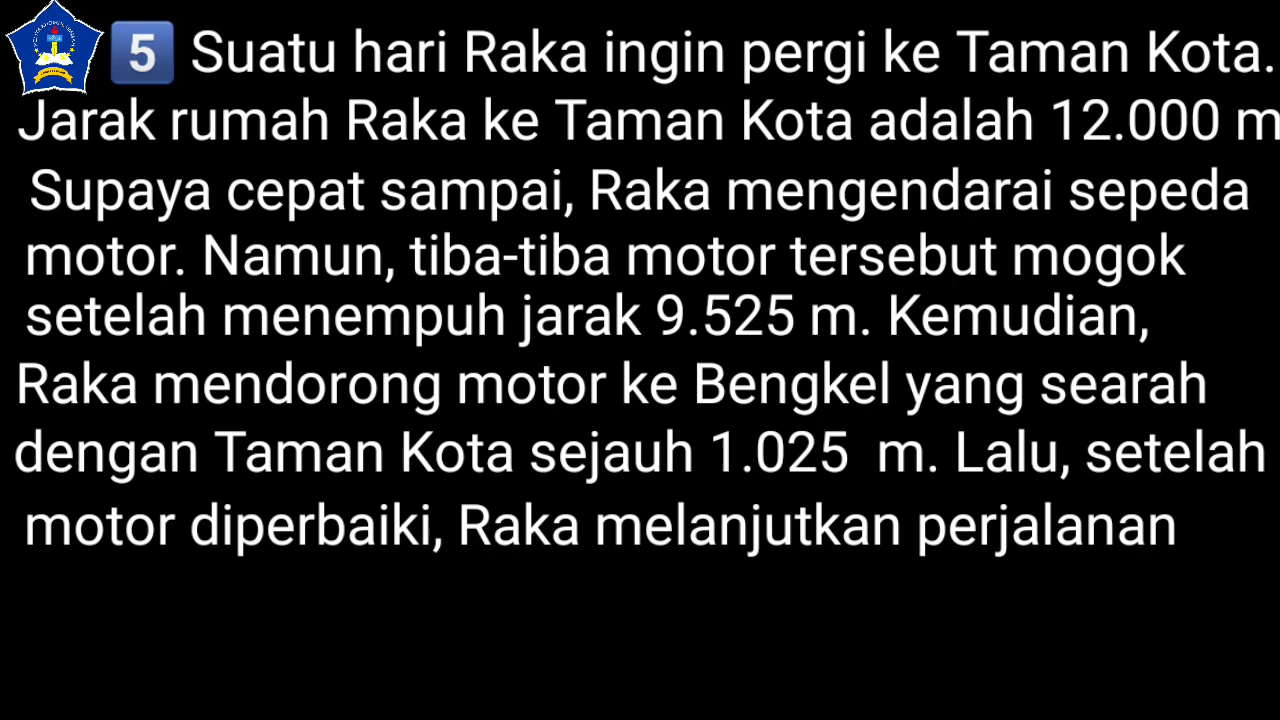 5 Suatu hari Raka ingin pergi ke Taman Kota.
Jarak rumah Raka ke Taman Kota adalah 12.000 m
Supaya cepat sampai, Raka mengendarai sepeda
motor. Namun, tiba-tiba motor tersebut mogok
setelah menempuh jarak 9.525 m. Kemudian,
Raka mendorong motor ke Bengkel yang searah
dengan Taman Kota sejauh 1.025 m. Lalu, setelah
motor diperbaiki, Raka melanjutkan perjalanan